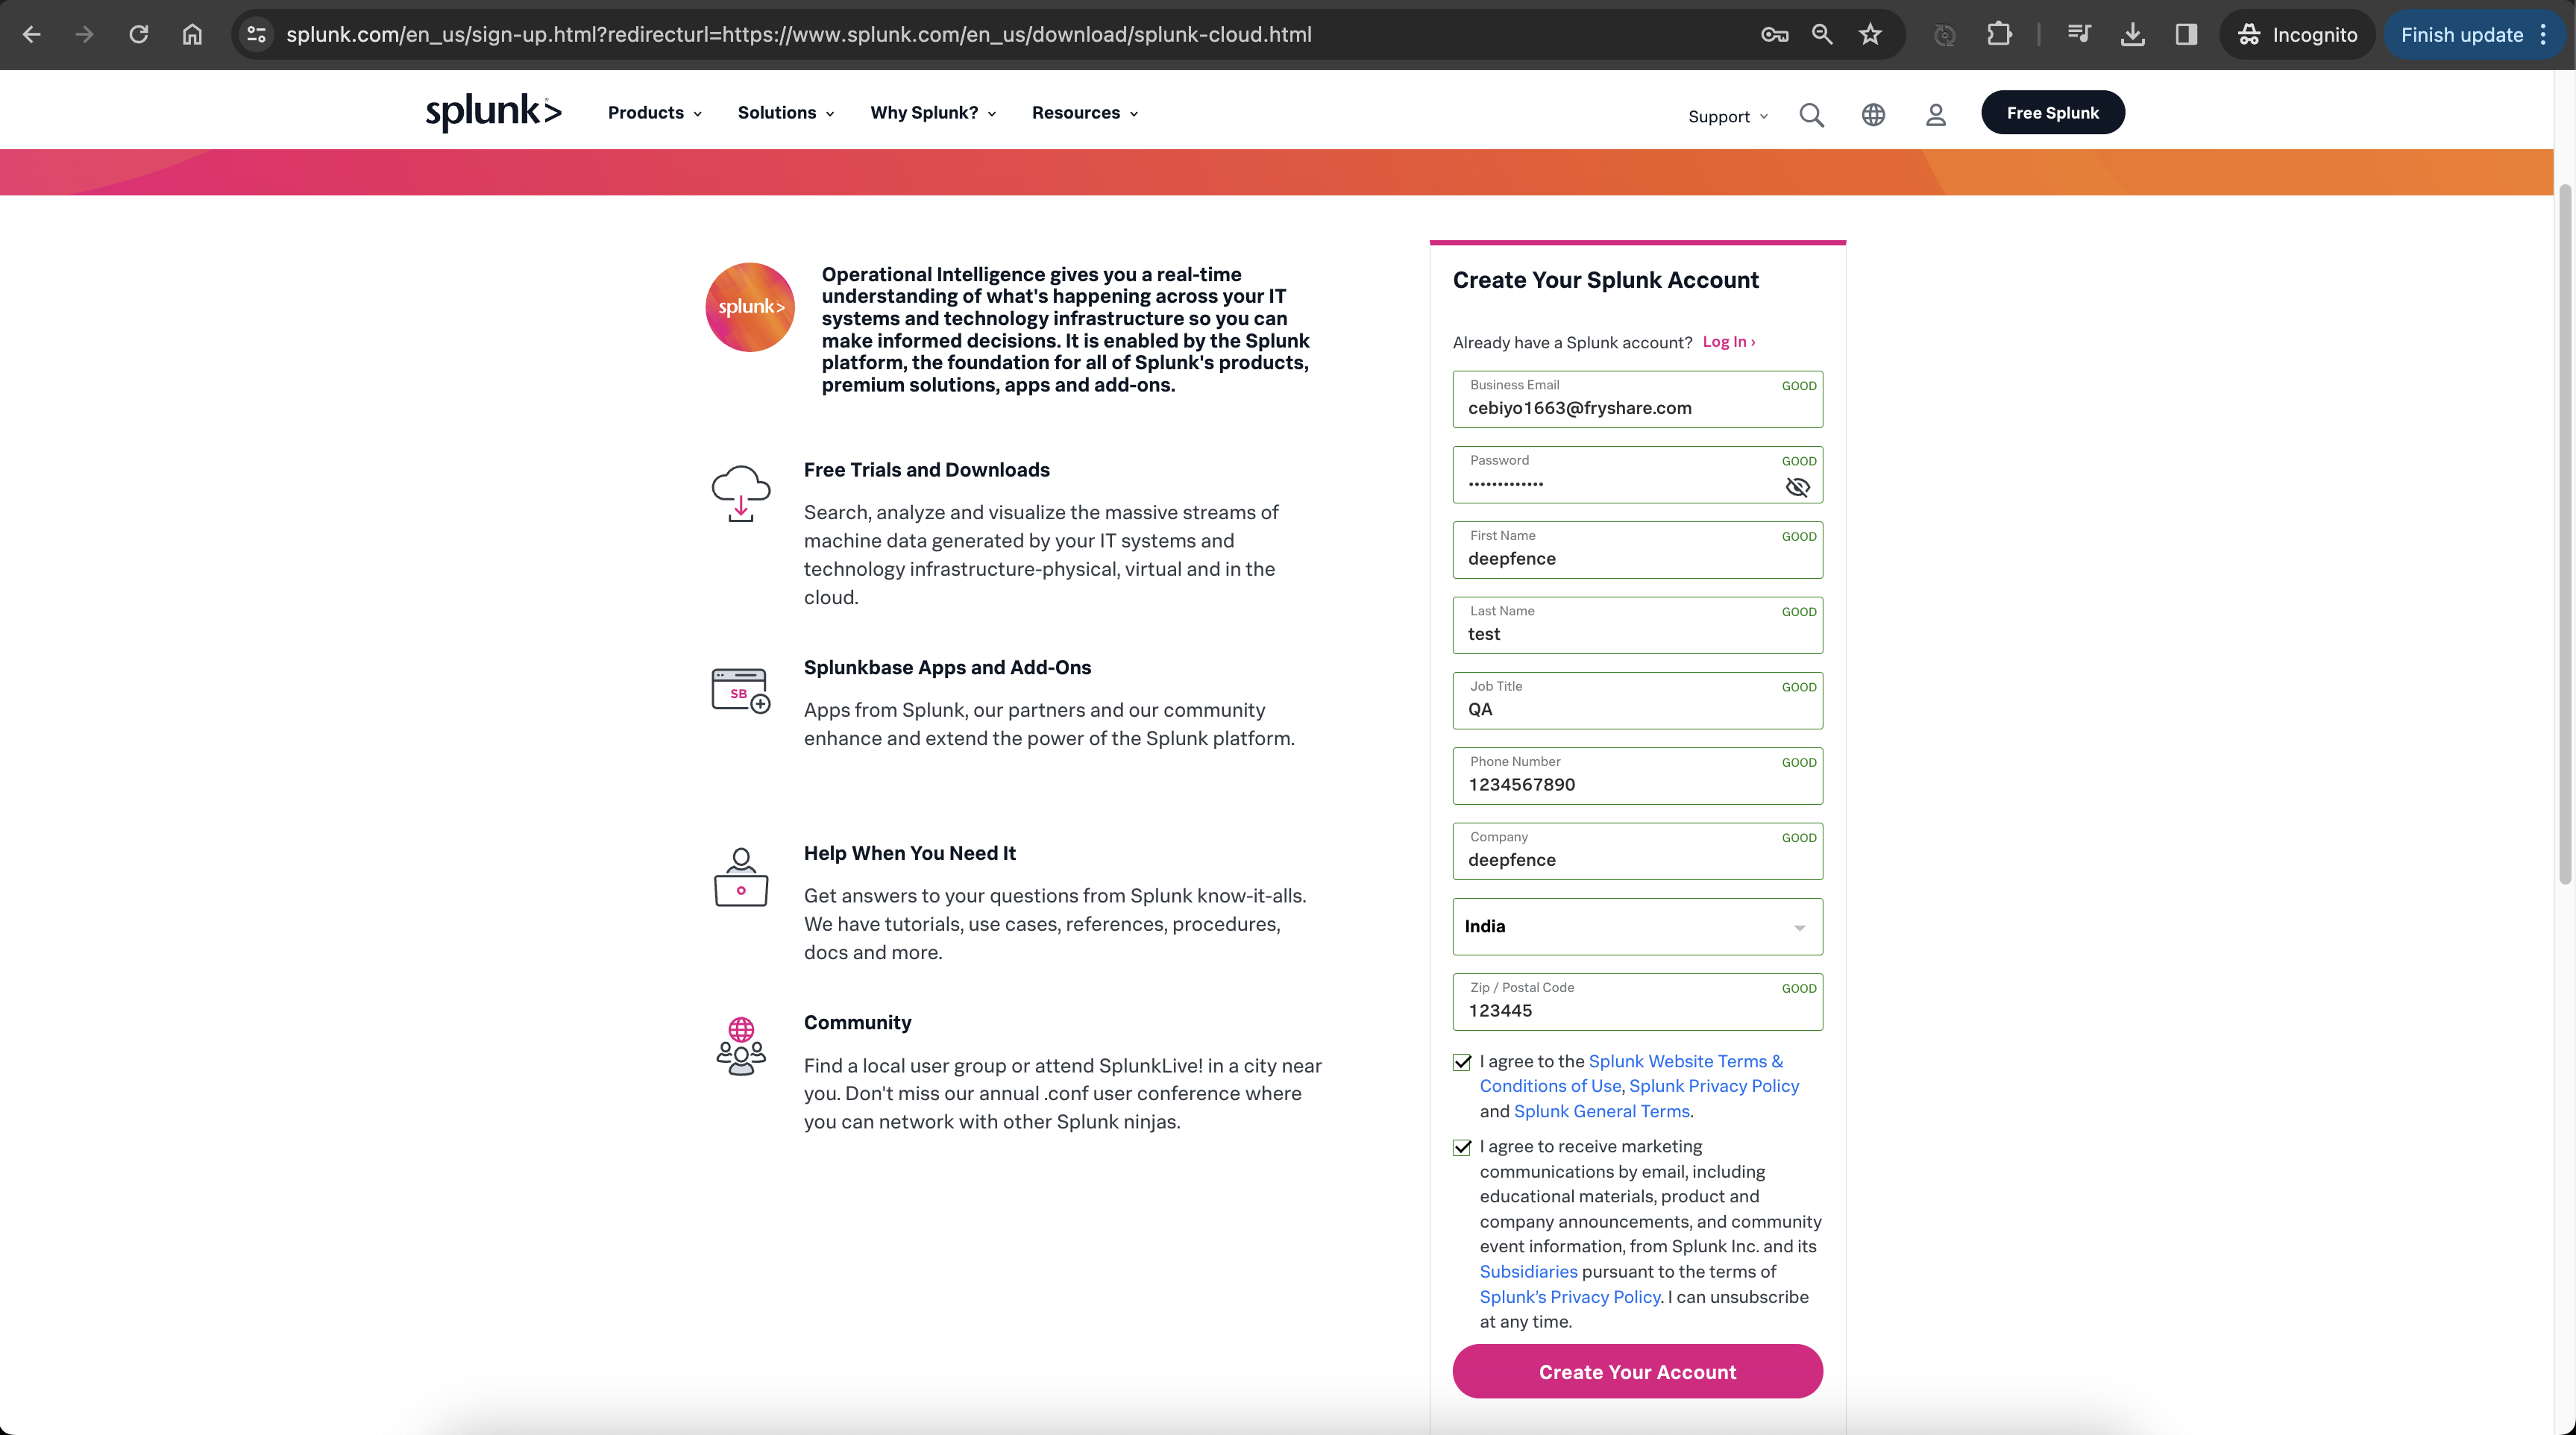 splunk.com/en_us/sign-up.html?redirecturl=https://www.splunk.com/en_us/download/splunk-cloud.html
Incognito
Finish update
splunk>
Products
Solutions
Why Splunk?
Resources
Support
Free Splunk
splunk>
Operational Intelligence gives you a real-time
understanding of what's happening across your IT
systems and technology infrastructure so you can
make informed decisions. It is enabled by the Splunk
platform, the foundation for all of Splunk's products,
premium solutions, apps and add-ons.
Free Trials and Downloads
Search, analyze and visualize the massive streams of
machine data generated by your IT systems and
technology infrastructure-physical, virtual and in the
cloud.
SB
Splunkbase Apps and Add-Ons
Apps from Splunk, our partners and our community
enhance and extend the power of the Splunk platform.
Help When You Need It
Get answers to your questions from Splunk know-it-alls.
We have tutorials, use cases, references, procedures,
docs and more.
Community
Find a local user group or attend SplunkLive! in a city near
you. Don't miss our annual .conf user conference where
you can network with other Splunk ninjas.
Create Your Splunk Account
Already have a Splunk account? Log In ›
Business Email GOOD
cebiyo1663@fryshare.com
Password GOOD
•••••••••••••
First Name GOOD
deepfence
Last Name GOOD
test
Job Title GOOD
QA
Phone Number GOOD
1234567890
Company GOOD
deepfence
India
Zip / Postal Code GOOD
123445
I agree to the Splunk Website Terms &
Conditions of Use, Splunk Privacy Policy
and Splunk General Terms.
I agree to receive marketing
communications by email, including
educational materials, product and
company announcements, and community
event information, from Splunk Inc. and its
Subsidiaries pursuant to the terms of
Splunk’s Privacy Policy. I can unsubscribe
at any time.
Create Your Account